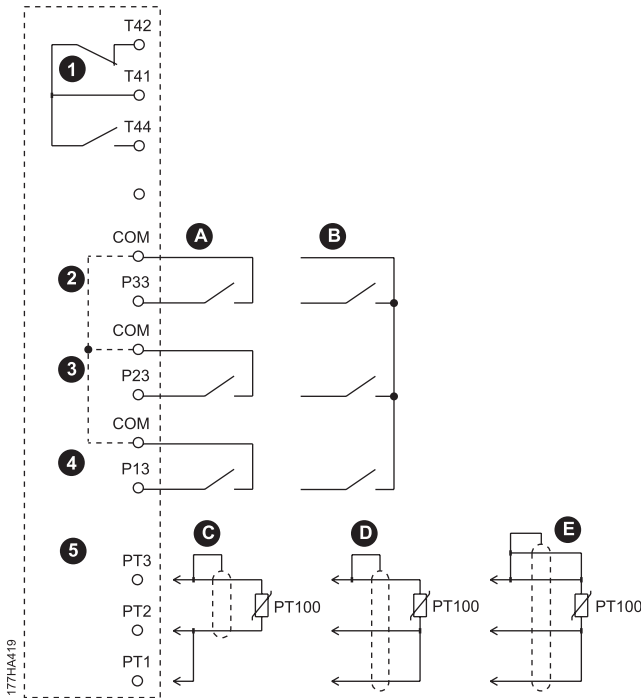 T42
1
T41
T44
COM
A
B
2
P33
COM
3
P23
COM
4
P13
5
C
D
E
PT3
PT2
PT100
PT100
PT100
PT1
177HA419